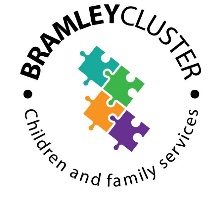 • BRAMLEYCLUSTER •
Children and family services